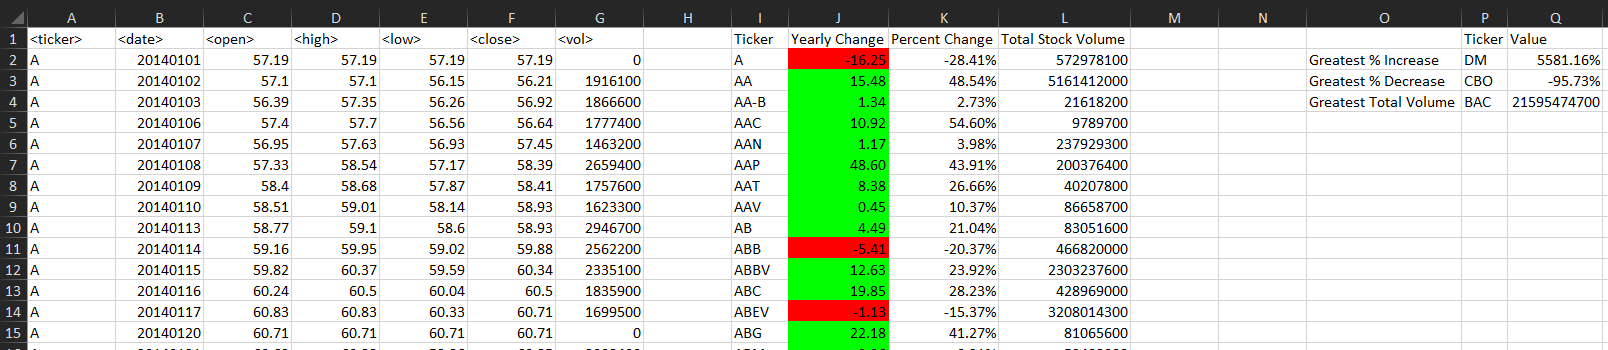 A B C D E F G H I J K L M N O P Q
1 <ticker> <date> <open> <high> <low> <close> <vol> Ticker Yearly Change Percent Change Total Stock Volume Ticker Value
2 A 20140101 57.19 57.19 57.19 57.19 0 A -16.25 -28.41% 572978100 Greatest % Increase DM 5581.16%
3 A 20140102 57.1 57.1 56.15 56.21 1916100 AA 15.48 48.54% 5161412000 Greatest % Decrease CBO -95.73%
4 A 20140103 56.39 57.35 56.26 56.92 1866600 AA-B 1.34 2.73% 21618200 Greatest Total Volume BAC 21595474700
5 A 20140106 57.4 57.7 56.56 56.64 1777400 AAC 10.92 54.60% 9789700
6 A 20140107 56.95 57.63 56.93 57.45 1463200 AAN 1.17 3.98% 237929300
7 A 20140108 57.33 58.54 57.17 58.39 2659400 AAP 48.60 43.91% 200376400
8 A 20140109 58.4 58.68 57.87 58.41 1757600 AAT 8.38 26.66% 40207800
9 A 20140110 58.51 59.01 58.14 58.93 1623300 AAV 0.45 10.37% 86658700
10 A 20140113 58.77 59.1 58.6 58.93 2946700 AB 4.49 21.04% 83051600
11 A 20140114 59.16 59.95 59.02 59.88 2562200 ABB -5.41 -20.37% 466820000
12 A 20140115 59.82 60.37 59.59 60.34 2335100 ABBV 12.63 23.92% 2303237600
13 A 20140116 60.24 60.5 60.04 60.5 1835900 ABC 19.85 28.23% 428969000
14 A 20140117 60.83 60.83 60.33 60.71 1699500 ABEV -1.13 -15.37% 3208014300
15 A 20140120 60.71 60.71 60.71 60.71 0 ABG 22.18 41.27% 81065600